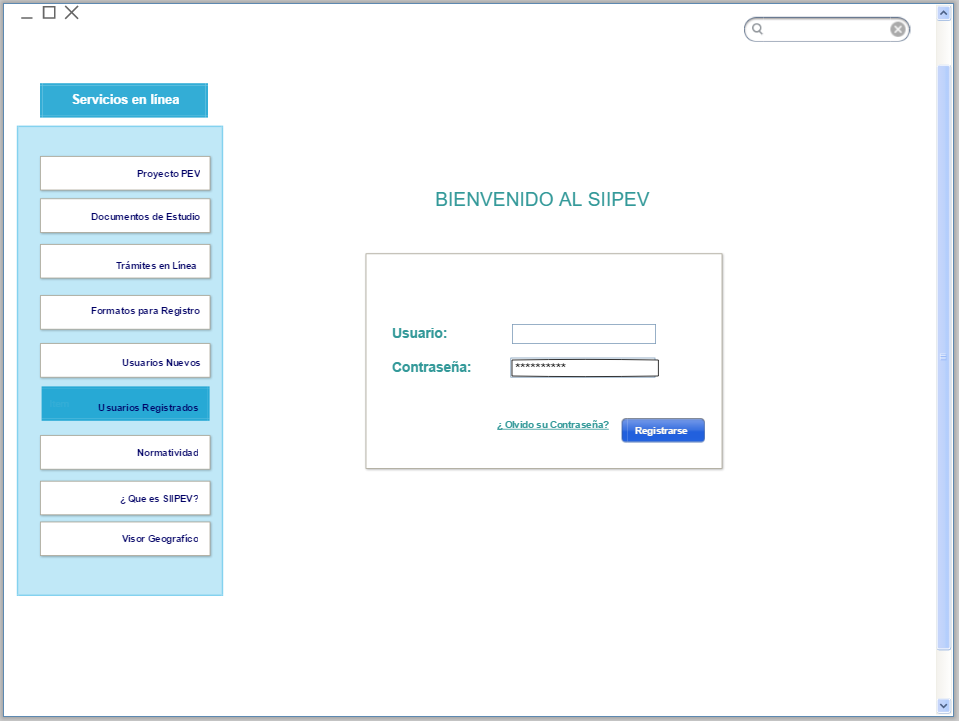 Servicios en línea
Proyecto PEV
Documentos de Estudio
Trámites en Línea
Formatos para Registro
Usuarios Nuevos
Usuarios Registrados
Normatividad
¿ Que es SIIPEV?
Visor Geografico
BIENVENIDO AL SIIPEV
Usuario:
Contraseña:
**********
¿ Olvido su Contraseña?
Registrarse